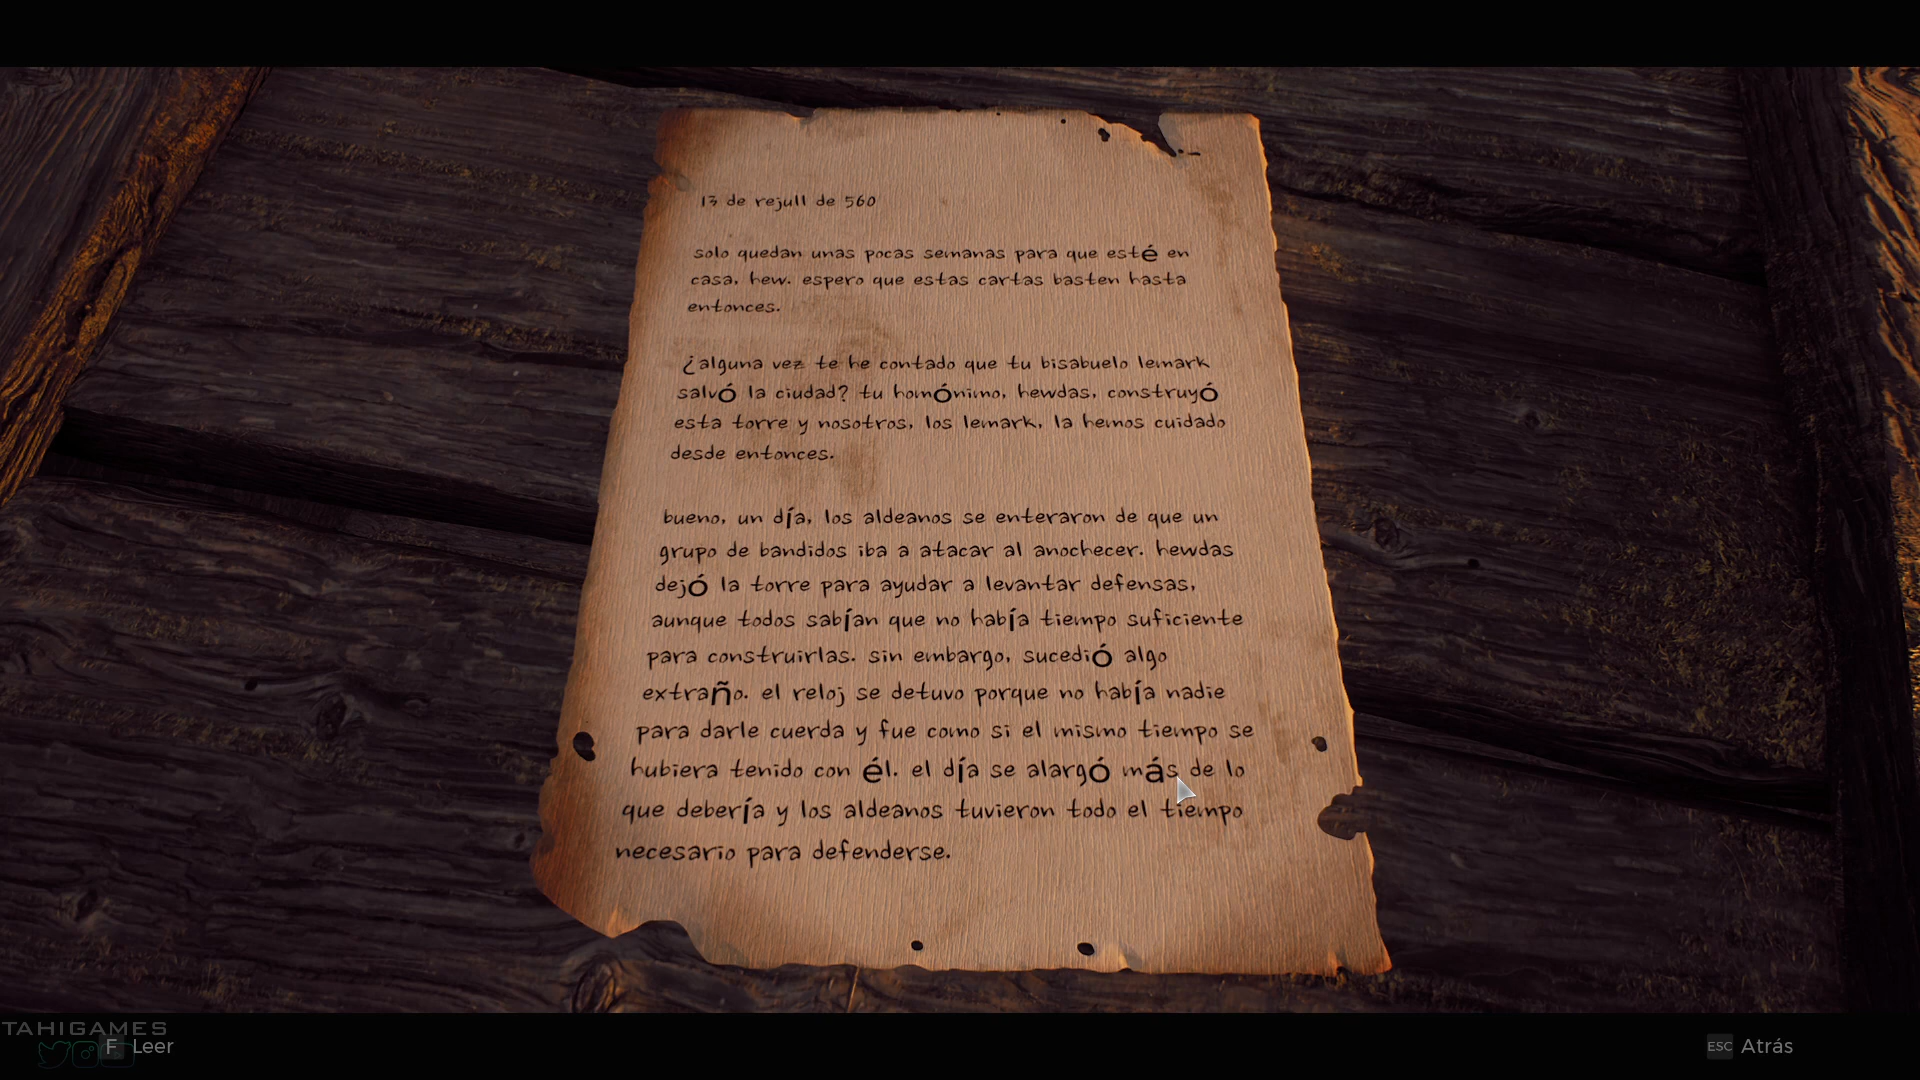 13 de rejull de 560
solo quedan unas pocas semanas para que esté en
casa, hew. espero que estas cartas basten hasta
entonces.
¿alguna vez te he contado que tu bisabuelo lemark
salvó la ciudad? tu homónimo, hewdas, construyó
esta torre y nosotros, los lemark, la hemos cuidado
desde entonces.
bueno, un día, los aldeanos se enteraron de que un
grupo de bandidos iba a atacar al anochecer. hewdas
dejó la torre para ayudar a levantar defensas,
aunque todos sabían que no había tiempo suficiente
para construirlas. sin embargo, sucedió algo
extraño. el reloj se detuvo porque no había nadie
para darle cuerda y fue como si el mismo tiempo se
hubiera tenido con él. el día se alargó más de lo
que debería y los aldeanos tuvieron todo el tiempo
necesario para defenderse.
TAHIGAMES
F Leer
ESC Atrás